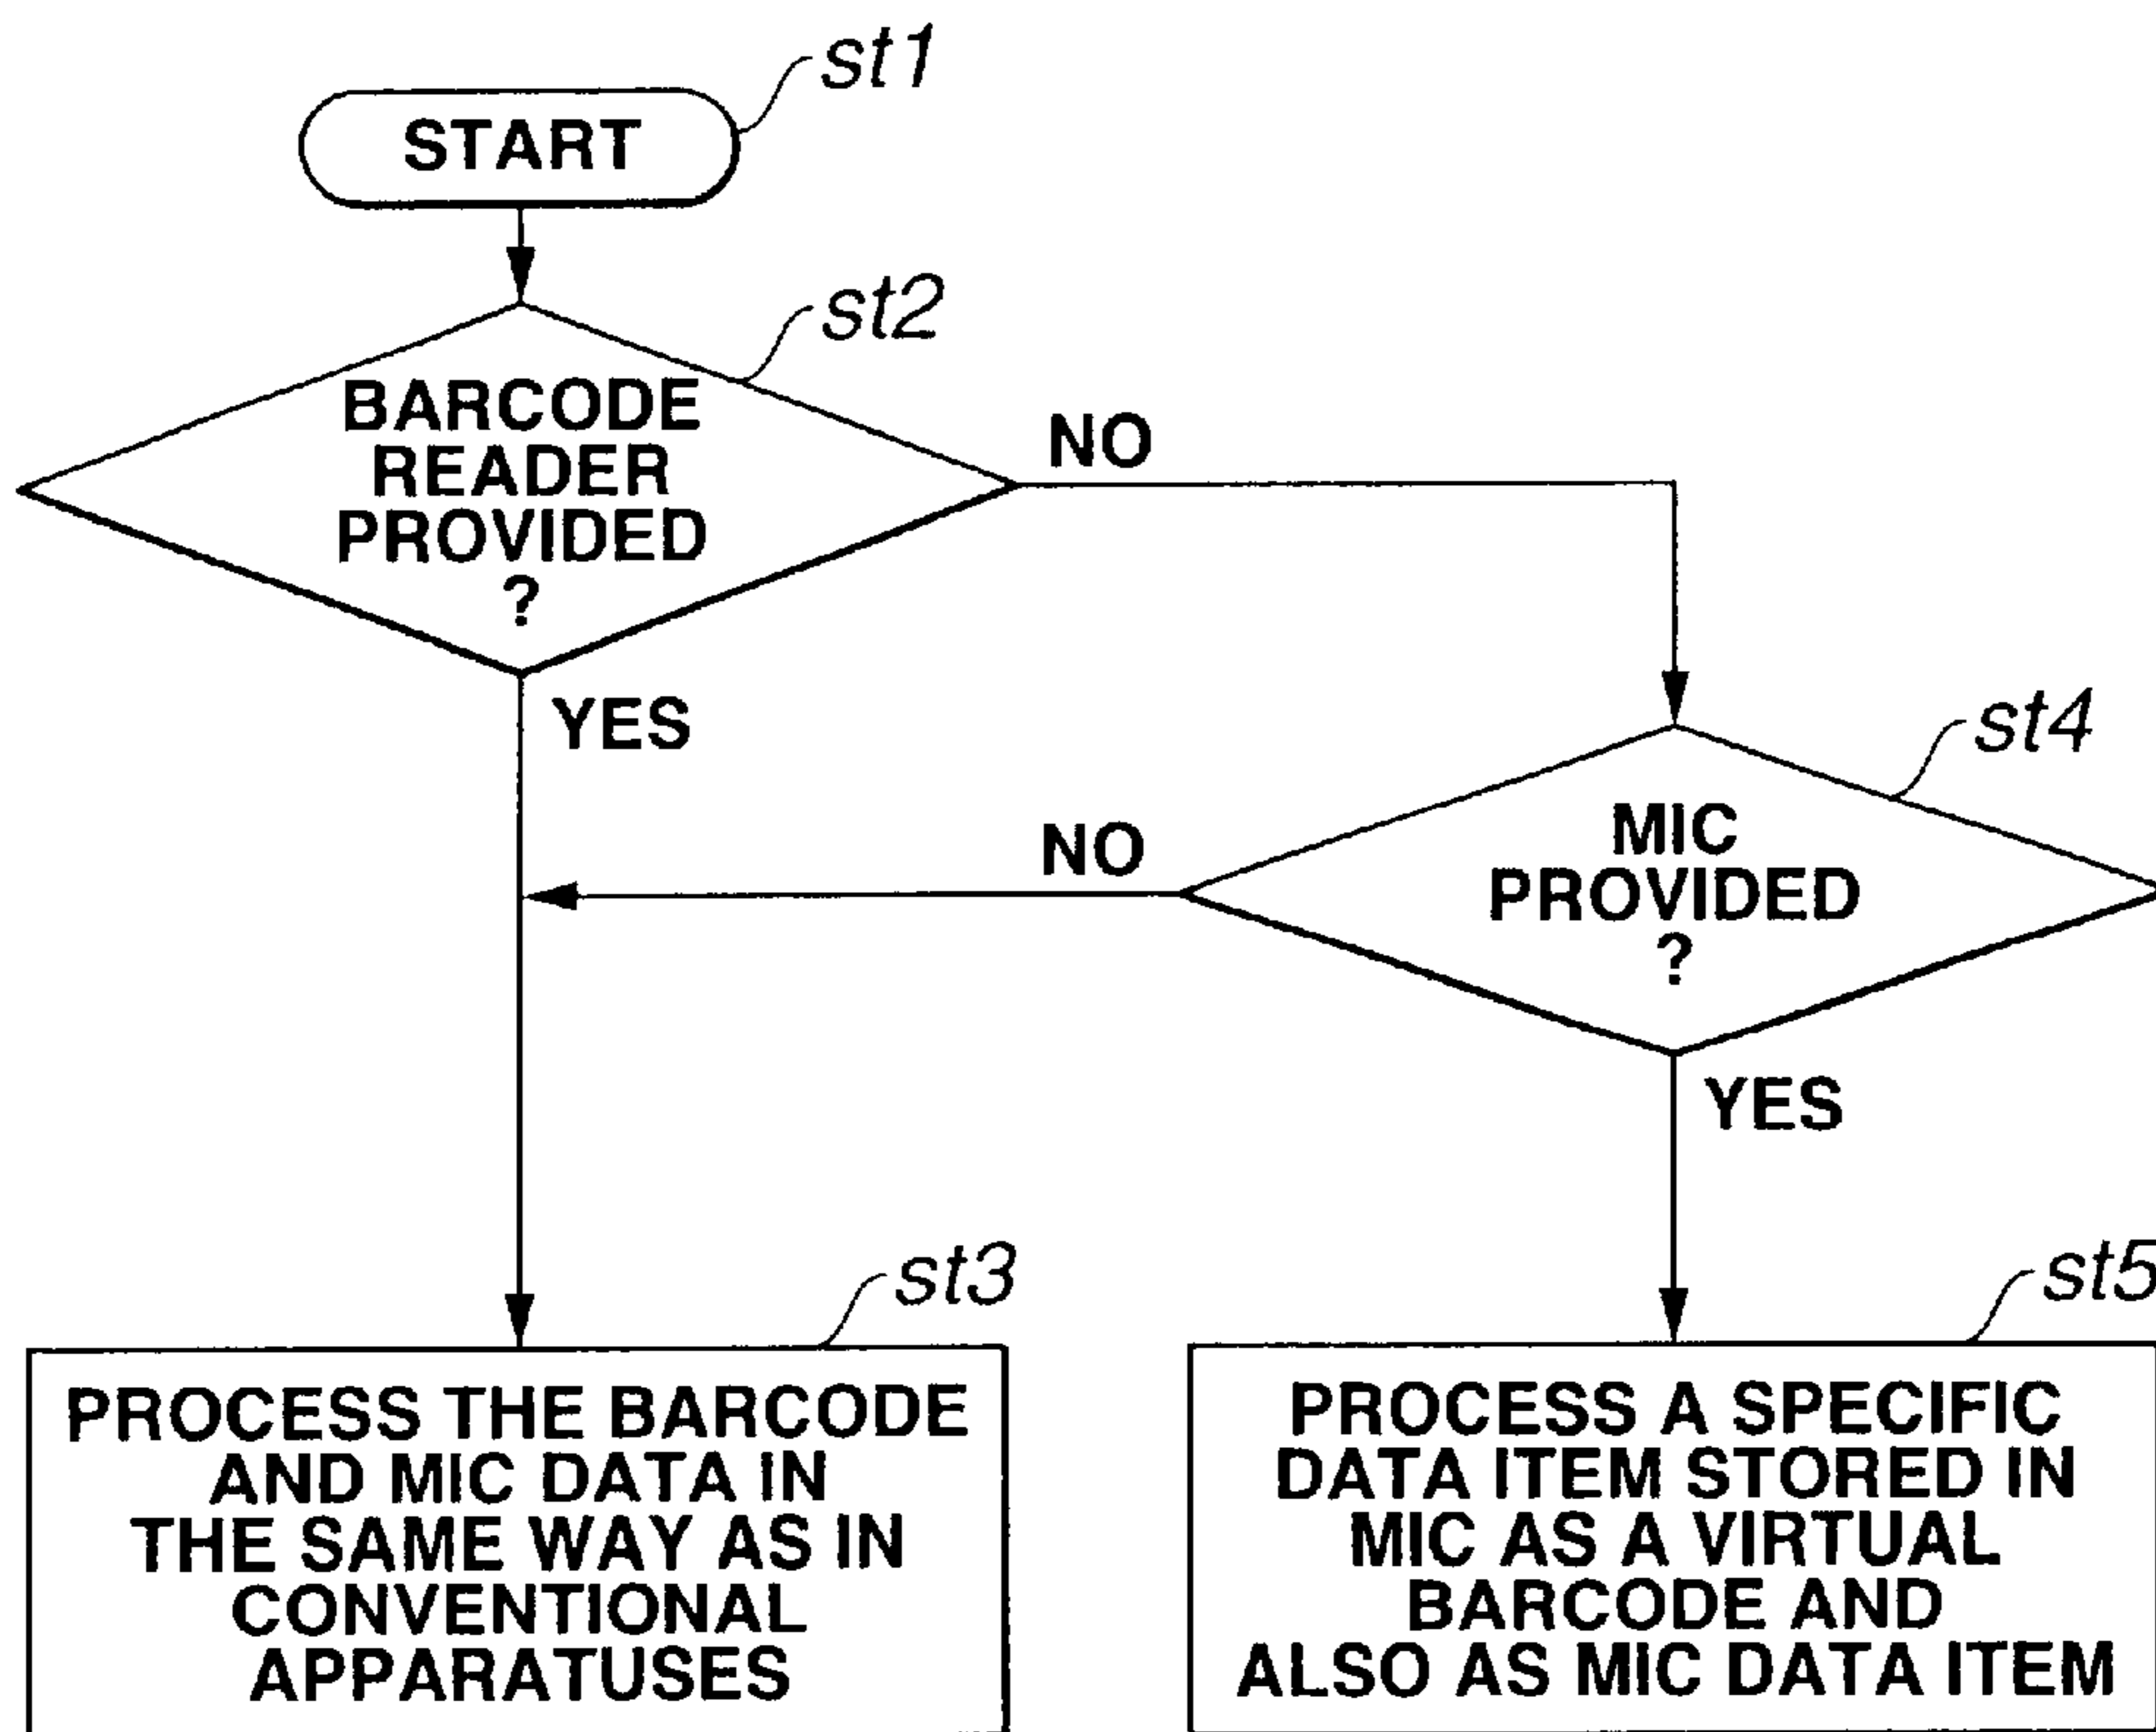 st1
START
st2
BARCODE
READER
PROVIDED
?
NO
YES
st4
MIC
PROVIDED
?
NO
YES
st3
PROCESS THE BARCODE
AND MIC DATA IN
THE SAME WAY AS IN
CONVENTIONAL
APPARATUSES
st5
PROCESS A SPECIFIC
DATA ITEM STORED IN
MIC AS A VIRTUAL
BARCODE AND
ALSO AS MIC DATA ITEM